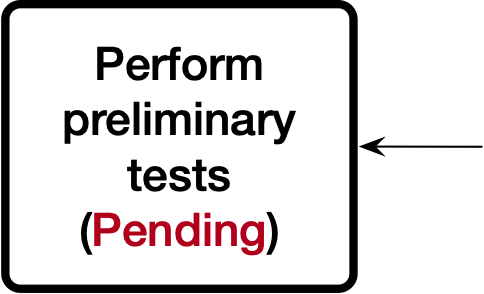 Perform
preliminary
tests
(Pending)